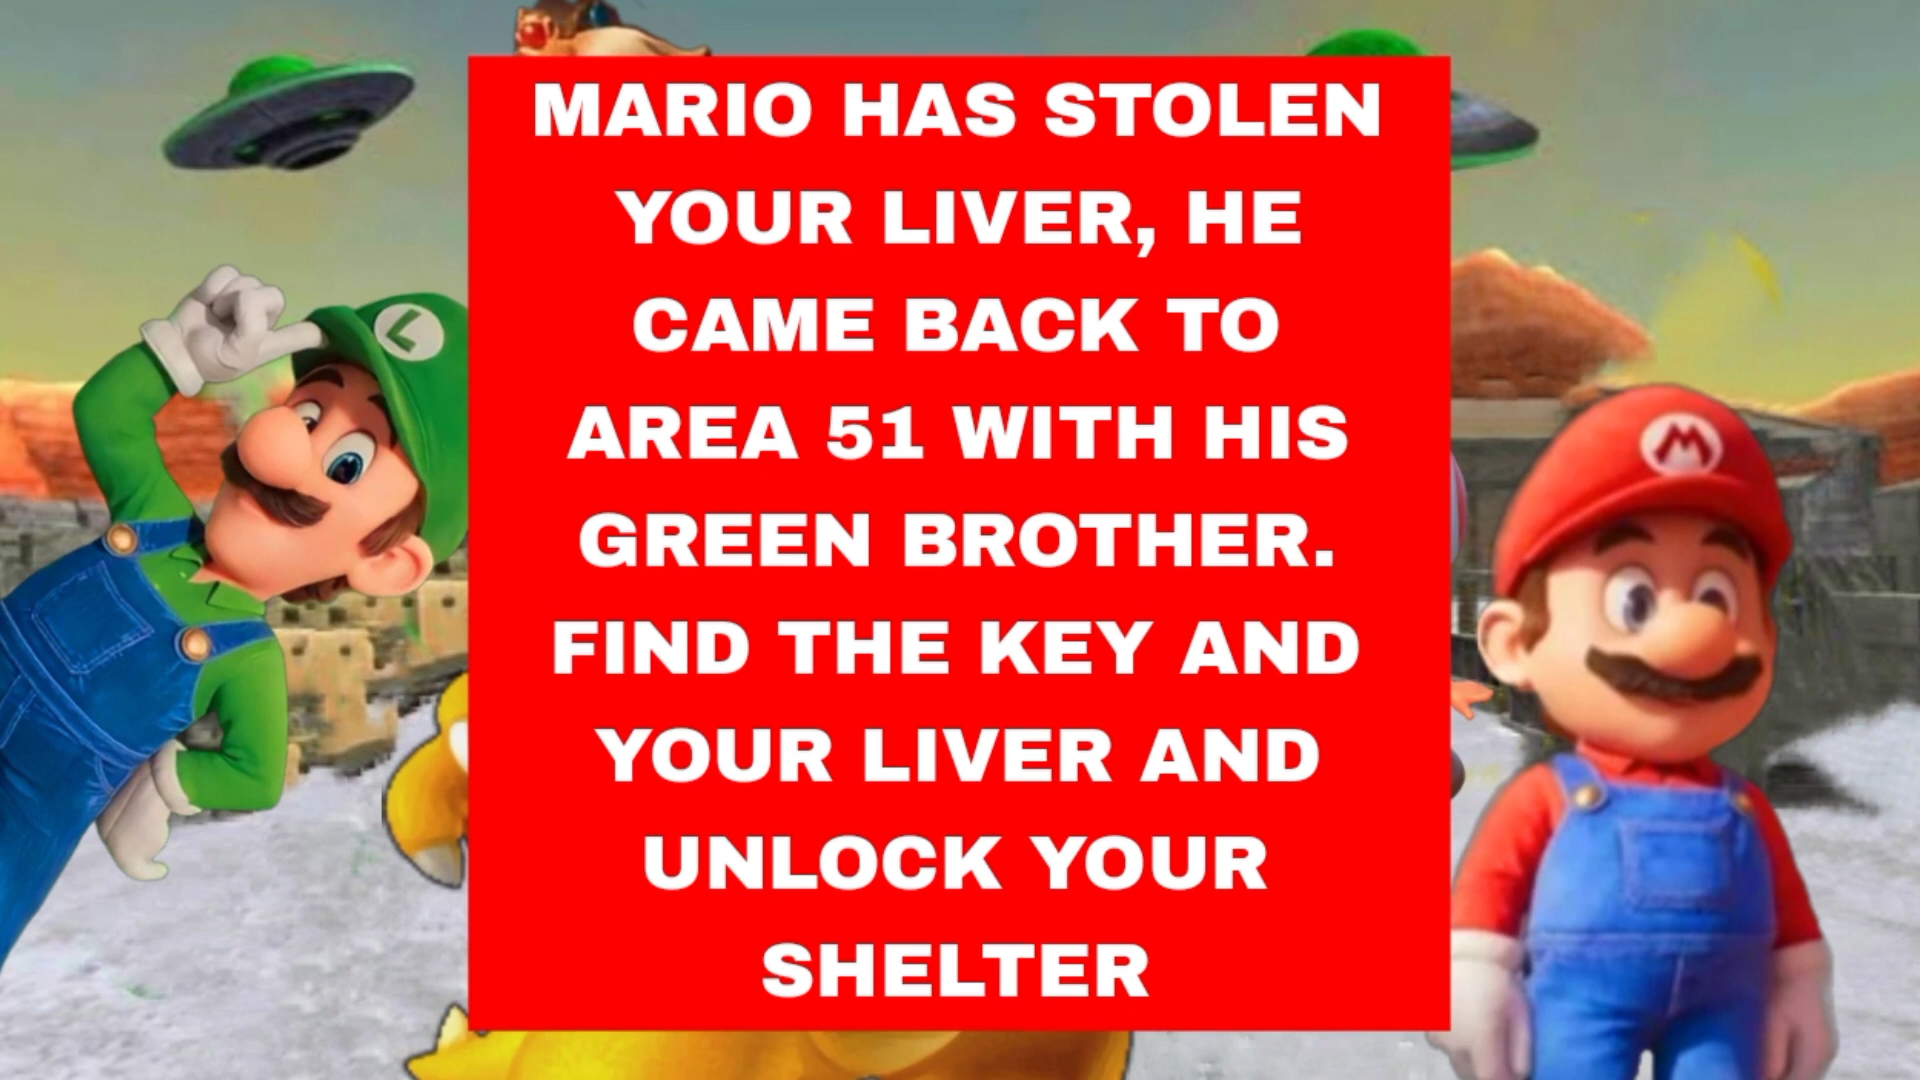 MARIO HAS STOLEN
YOUR LIVER, HE
CAME BACK TO
AREA 51 WITH HIS
GREEN BROTHER.
FIND THE KEY AND
YOUR LIVER AND
UNLOCK YOUR
SHELTER
L
M